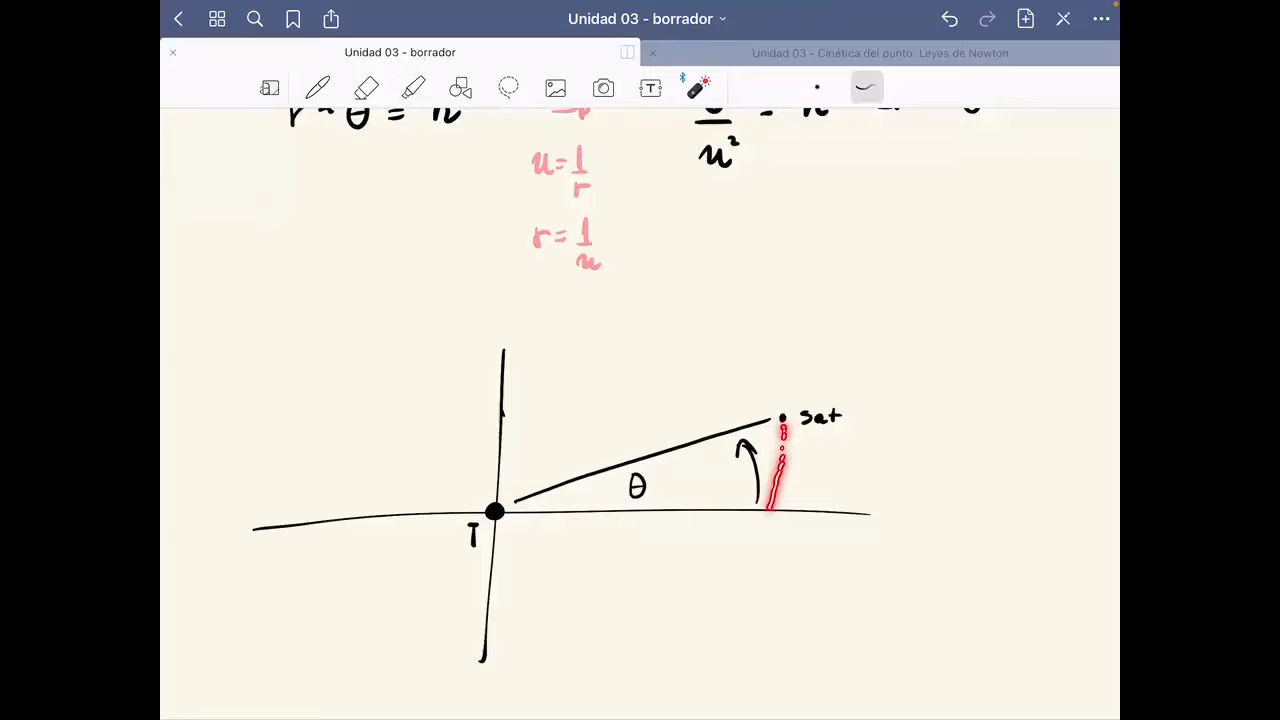 Unidad 03 - borrador
Unidad 03 - borrador
Unidad 03 - Cinética del punto: Leyes de Newton
u = 1/r
u²
r = 1/u
sat
θ
T